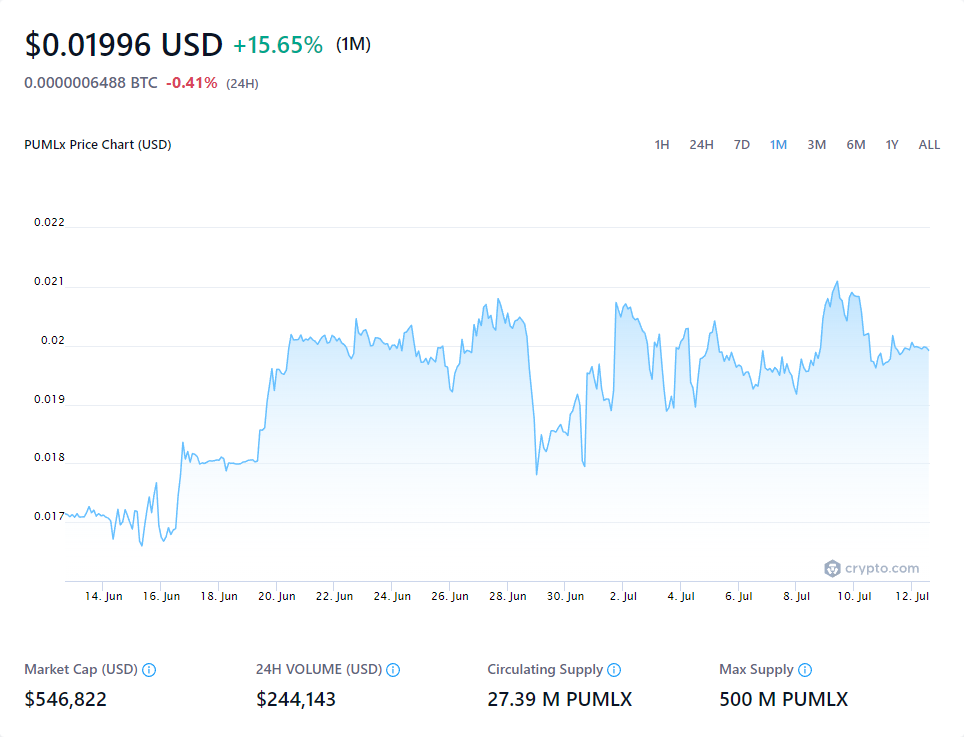 $0.01996 USD +15.65% (1M)
0.0000006488 BTC -0.41% (24H)
PUMLx Price Chart (USD) 1H 24H 7D 1M 3M 6M 1Y ALL
0.022
0.021
0.02
0.019
0.018
0.017
crypto.com
14. Jun 16. Jun 18. Jun 20. Jun 22. Jun 24. Jun 26. Jun 28. Jun 30. Jun 2. Jul 4. Jul 6. Jul 8. Jul 10. Jul 12. Jul
Market Cap (USD) 24H VOLUME (USD) Circulating Supply Max Supply
$546,822 $244,143 27.39 M PUMLX 500 M PUMLX